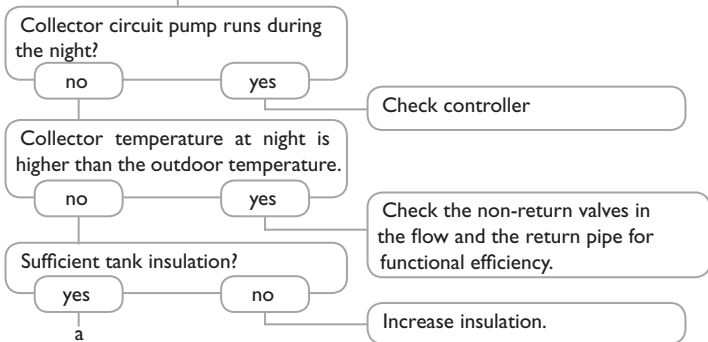 Collector circuit pump runs during
the night?
no
yes
Check controller
Collector temperature at night is
higher than the outdoor temperature.
no
yes
Check the non-return valves in
the flow and the return pipe for
functional efficiency.
Sufficient tank insulation?
yes
no
Increase insulation.
a